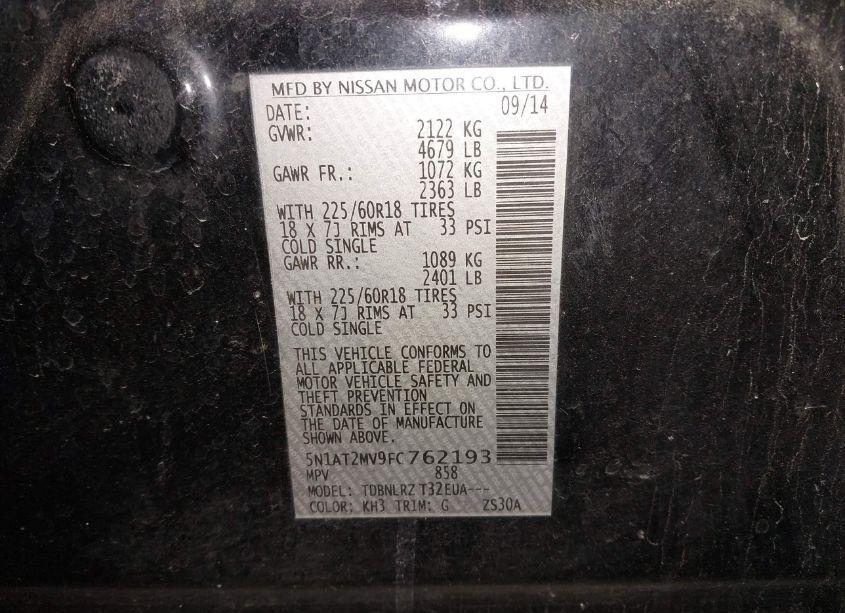 MFD BY NISSAN MOTOR CO., LTD.
DATE: 09/14
GVWR: 2122 KG
4679 LB
GAWR FR.: 1072 KG
2363 LB
WITH 225/60R18 TIRES
18 X 7J RIMS AT 33 PSI
COLD SINGLE
GAWR RR.: 1089 KG
2401 LB
WITH 225/60R18 TIRES
18 X 7J RIMS AT 33 PSI
COLD SINGLE
THIS VEHICLE CONFORMS TO
ALL APPLICABLE FEDERAL
MOTOR VEHICLE SAFETY AND
THEFT PREVENTION
STANDARDS IN EFFECT ON
THE DATE OF MANUFACTURE
SHOWN ABOVE.
5N1AT2MV9FC762193
MPV 858
MODEL: TDBNLRZ T32EUA---
COLOR: KH3 TRIM: G ZS30A